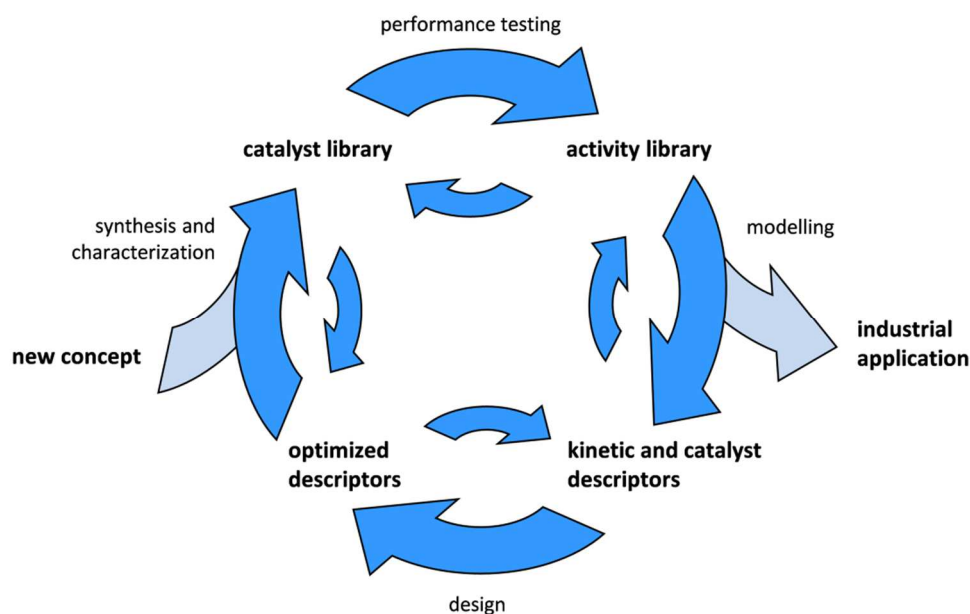 performance testing
catalyst library
activity library
synthesis and
characterization
modelling
new concept
industrial
application
optimized
descriptors
kinetic and catalyst
descriptors
design